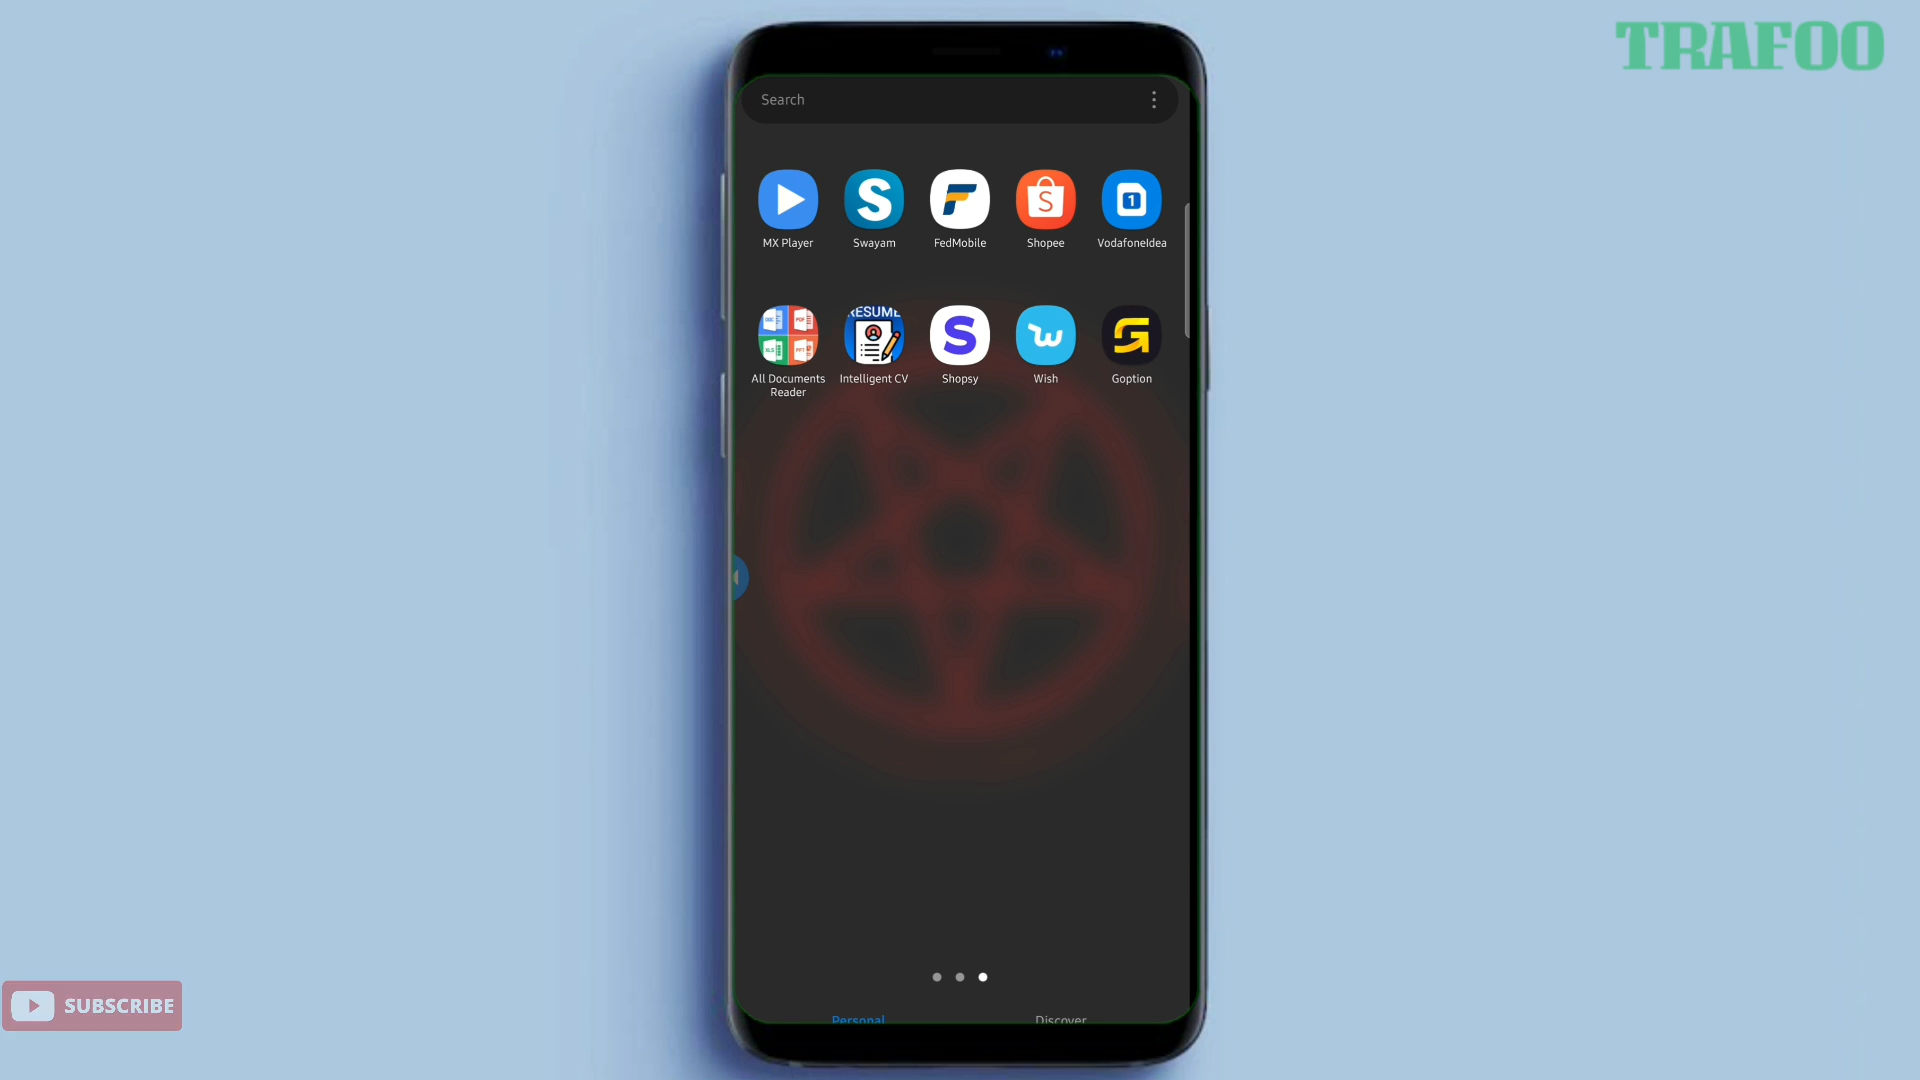 TRAFOO
Search
MX Player
Swayam
FedMobile
Shopee
VodafoneIdea
RESUME
All Documents
Reader
Intelligent CV
Shopsy
Wish
Goption
Personal
Discover
SUBSCRIBE